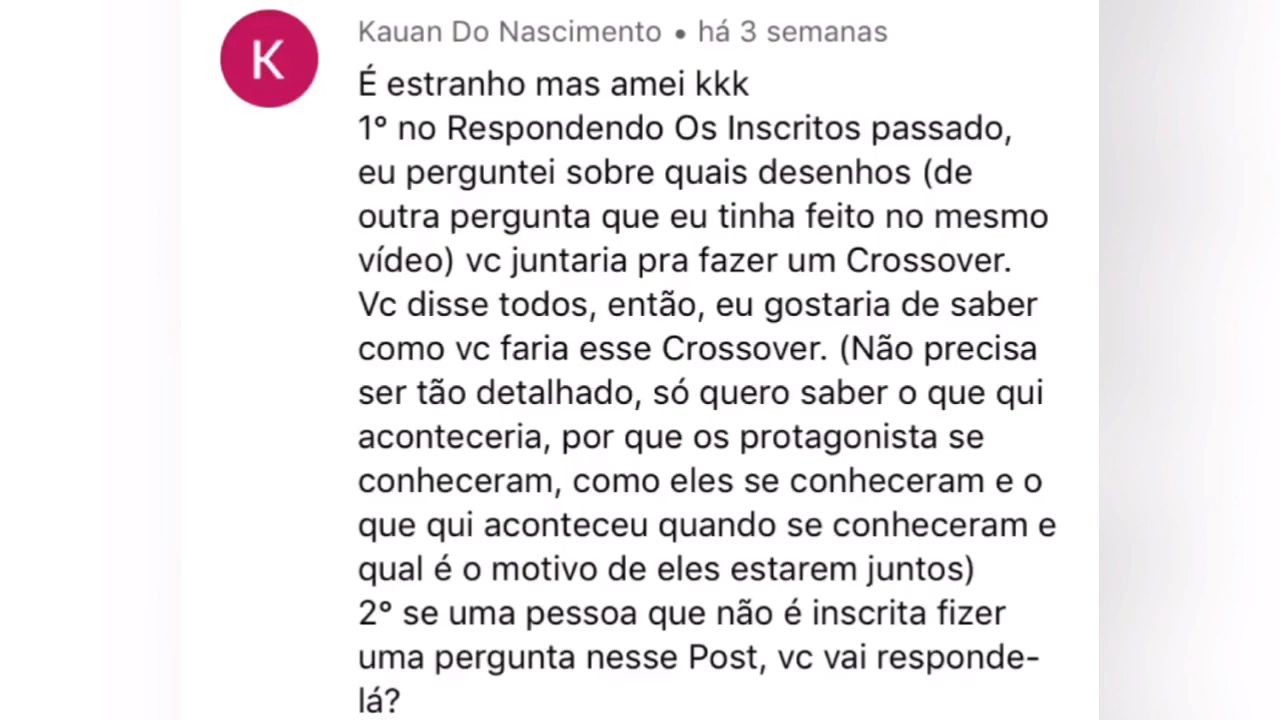 K
Kauan Do Nascimento • há 3 semanas
É estranho mas amei kkk
1° no Respondendo Os Inscritos passado,
eu perguntei sobre quais desenhos (de
outra pergunta que eu tinha feito no mesmo
vídeo) vc juntaria pra fazer um Crossover.
Vc disse todos, então, eu gostaria de saber
como vc faria esse Crossover. (Não precisa
ser tão detalhado, só quero saber o que qui
aconteceria, por que os protagonista se
conheceram, como eles se conheceram e o
que qui aconteceu quando se conheceram e
qual é o motivo de eles estarem juntos)
2° se uma pessoa que não é inscrita fizer
uma pergunta nesse Post, vc vai responde-
lá?